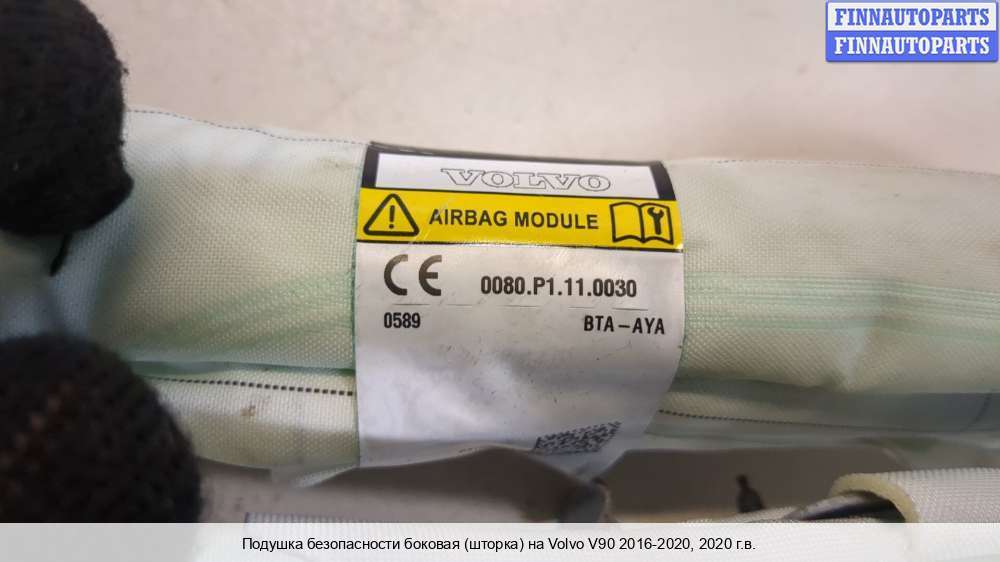 FINNAUTOPARTS
FINNAUTOPARTS
VOLVO
AIRBAG MODULE
CE 0080.P1.11.0030
0589 BTA-AYA
Подушка безопасности боковая (шторка) на Volvo V90 2016-2020, 2020 г.в.